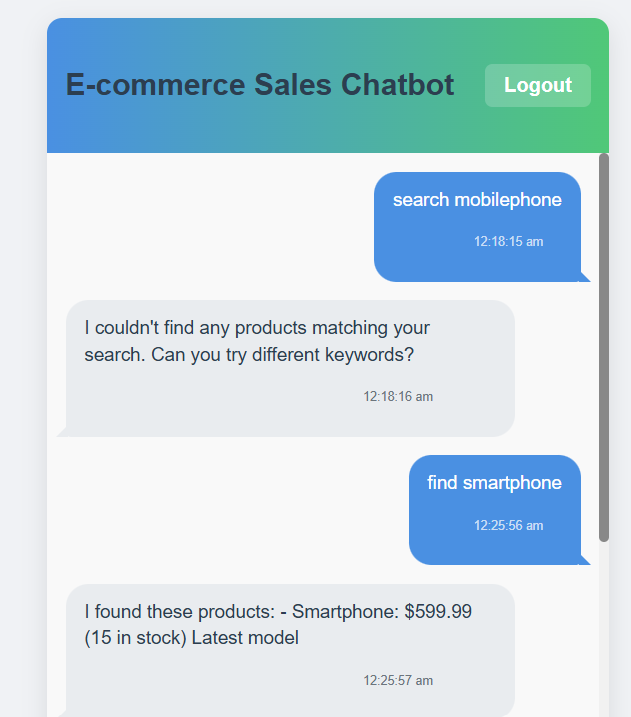 E-commerce Sales Chatbot
Logout
search mobilephone
12:18:15 am
I couldn't find any products matching your
search. Can you try different keywords?
12:18:16 am
find smartphone
12:25:56 am
I found these products: - Smartphone: $599.99
(15 in stock) Latest model
12:25:57 am